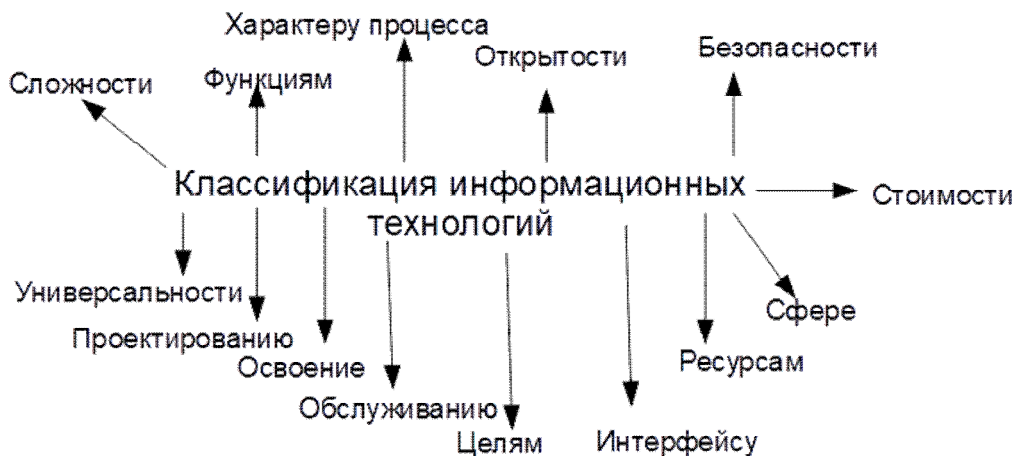 Характеру процесса
Открытости
Безопасности
Сложности
Функциям
Классификация информационных
технологий
Стоимости
Универсальности
Проектированию
Освоение
Обслуживанию
Целям
Интерфейсу
Ресурсам
Сфере